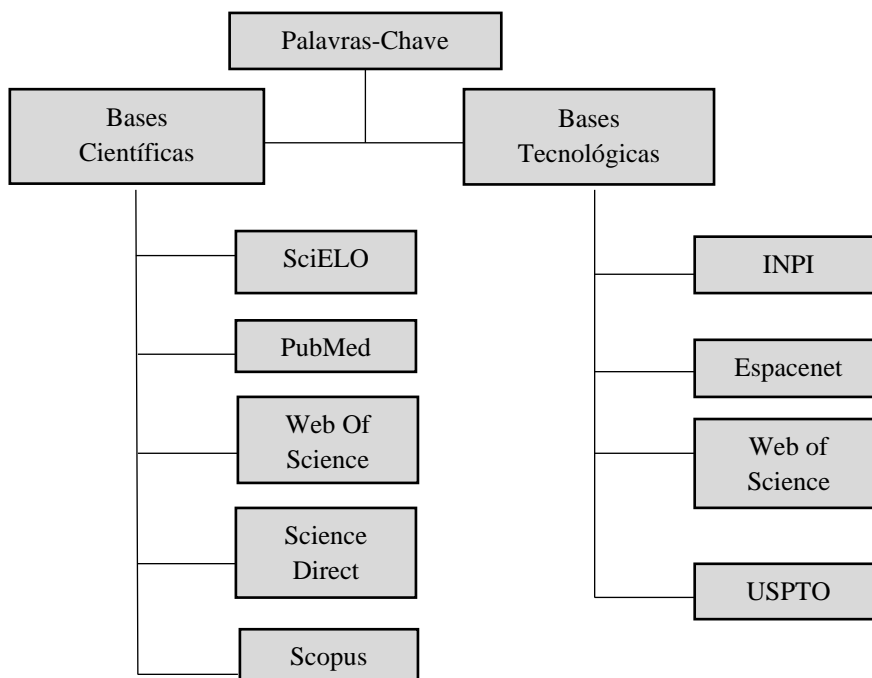 Palavras-Chave
Bases
Científicas
Bases
Tecnológicas
SciELO
PubMed
Web Of
Science
Science
Direct
Scopus
INPI
Espacenet
Web of
Science
USPTO